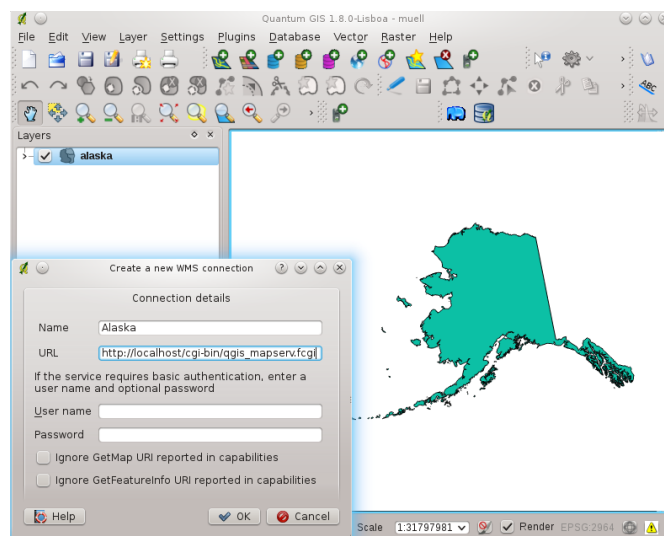 Quantum GIS 1.8.0-Lisboa - muell
File Edit View Layer Settings Plugins Database Vector Raster Help
ABC
Layers
alaska
Create a new WMS connection
Connection details
Name Alaska
URL http://localhost/cgi-bin/qgis_mapserv.fcgi
If the service requires basic authentication, enter a
user name and optional password
User name
Password
Ignore GetMap URI reported in capabilities
Ignore GetFeatureInfo URI reported in capabilities
Help OK Cancel
Scale 1:31797981 Render EPSG:2964